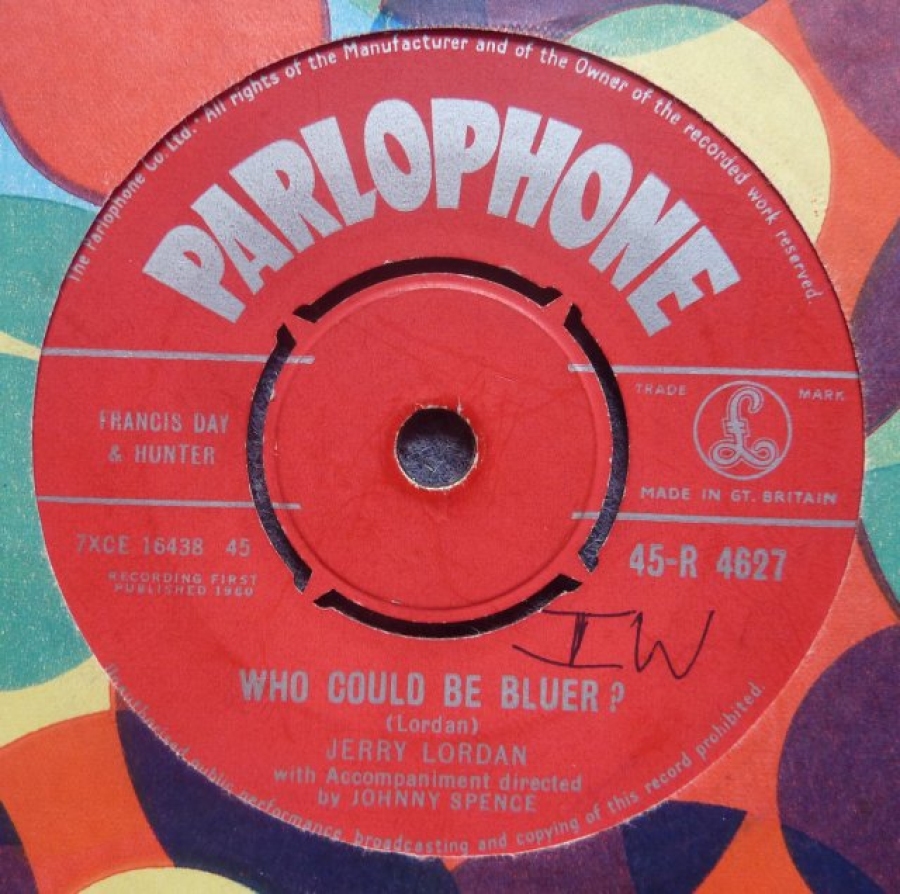 The Parlophone Co. Ltd. All rights of the Manufacturer and of the Owner of the recorded work reserved.
PARLOPHONE
FRANCIS DAY
& HUNTER
TRADE MARK
£
MADE IN GT. BRITAIN
7XCE 16438 45
RECORDING FIRST
PUBLISHED 1960
45-R 4627
IW
WHO COULD BE BLUER?
(Lordan)
JERRY LORDAN
with Accompaniment directed
by JOHNNY SPENCE
Unauthorised public performance broadcasting and copying of this record prohibited.